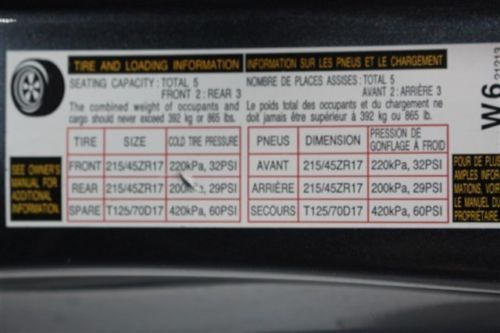 TIRE AND LOADING INFORMATION
SEATING CAPACITY : TOTAL 5
FRONT 2 : REAR 3
The combined weight of occupants and
cargo should never exceed 392 kg or 865 lbs.
TIRE SIZE COLD TIRE PRESSURE
FRONT 215/45ZR17 220kPa, 32PSI
REAR 215/45ZR17 200kPa, 29PSI
SPARE T125/70D17 420kPa, 60PSI
SEE OWNER'S
MANUAL FOR
ADDITIONAL
INFORMATION
INFORMATION SUR LES PNEUS ET LE CHARGEMENT
NOMBRE DE PLACES ASSISES : TOTAL 5
AVANT 2 : ARRIÈRE 3
Le poids total des occupants et du chargement ne
doit jamais être supérieur à 392 kg ou 865 lb.
PNEUS DIMENSION PRESSION DE
GONFLAGE À FROID
AVANT 215/45ZR17 220kPa, 32PSI
ARRIÈRE 215/45ZR17 200kPa, 29PSI
SECOURS T125/70D17 420kPa, 60PSI
POUR DE PLUS
AMPLES INFOR
MATIONS, VOI
LE MANUEL DU
PROPRIÉTAIRE
W6